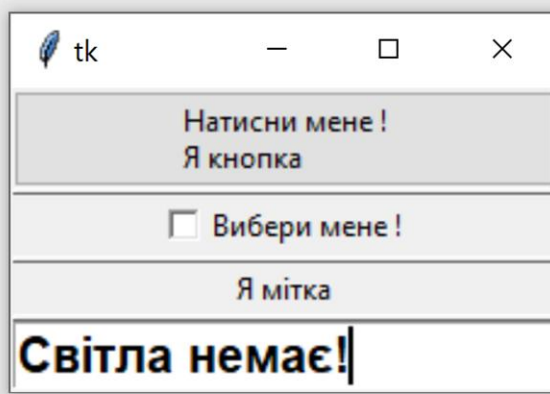 tk
Натисни мене !
Я кнопка
Вибери мене !
Я мітка
Світла немає!